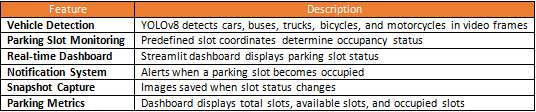 Feature Description
Vehicle Detection YOLOv8 detects cars, buses, trucks, bicycles, and motorcycles in video frames
Parking Slot Monitoring Predefined slot coordinates determine occupancy status
Real-time Dashboard Streamlit dashboard displays parking slot status
Notification System Alerts when a parking slot becomes occupied
Snapshot Capture Images saved when slot status changes
Parking Metrics Dashboard displays total slots, available slots, and occupied slots